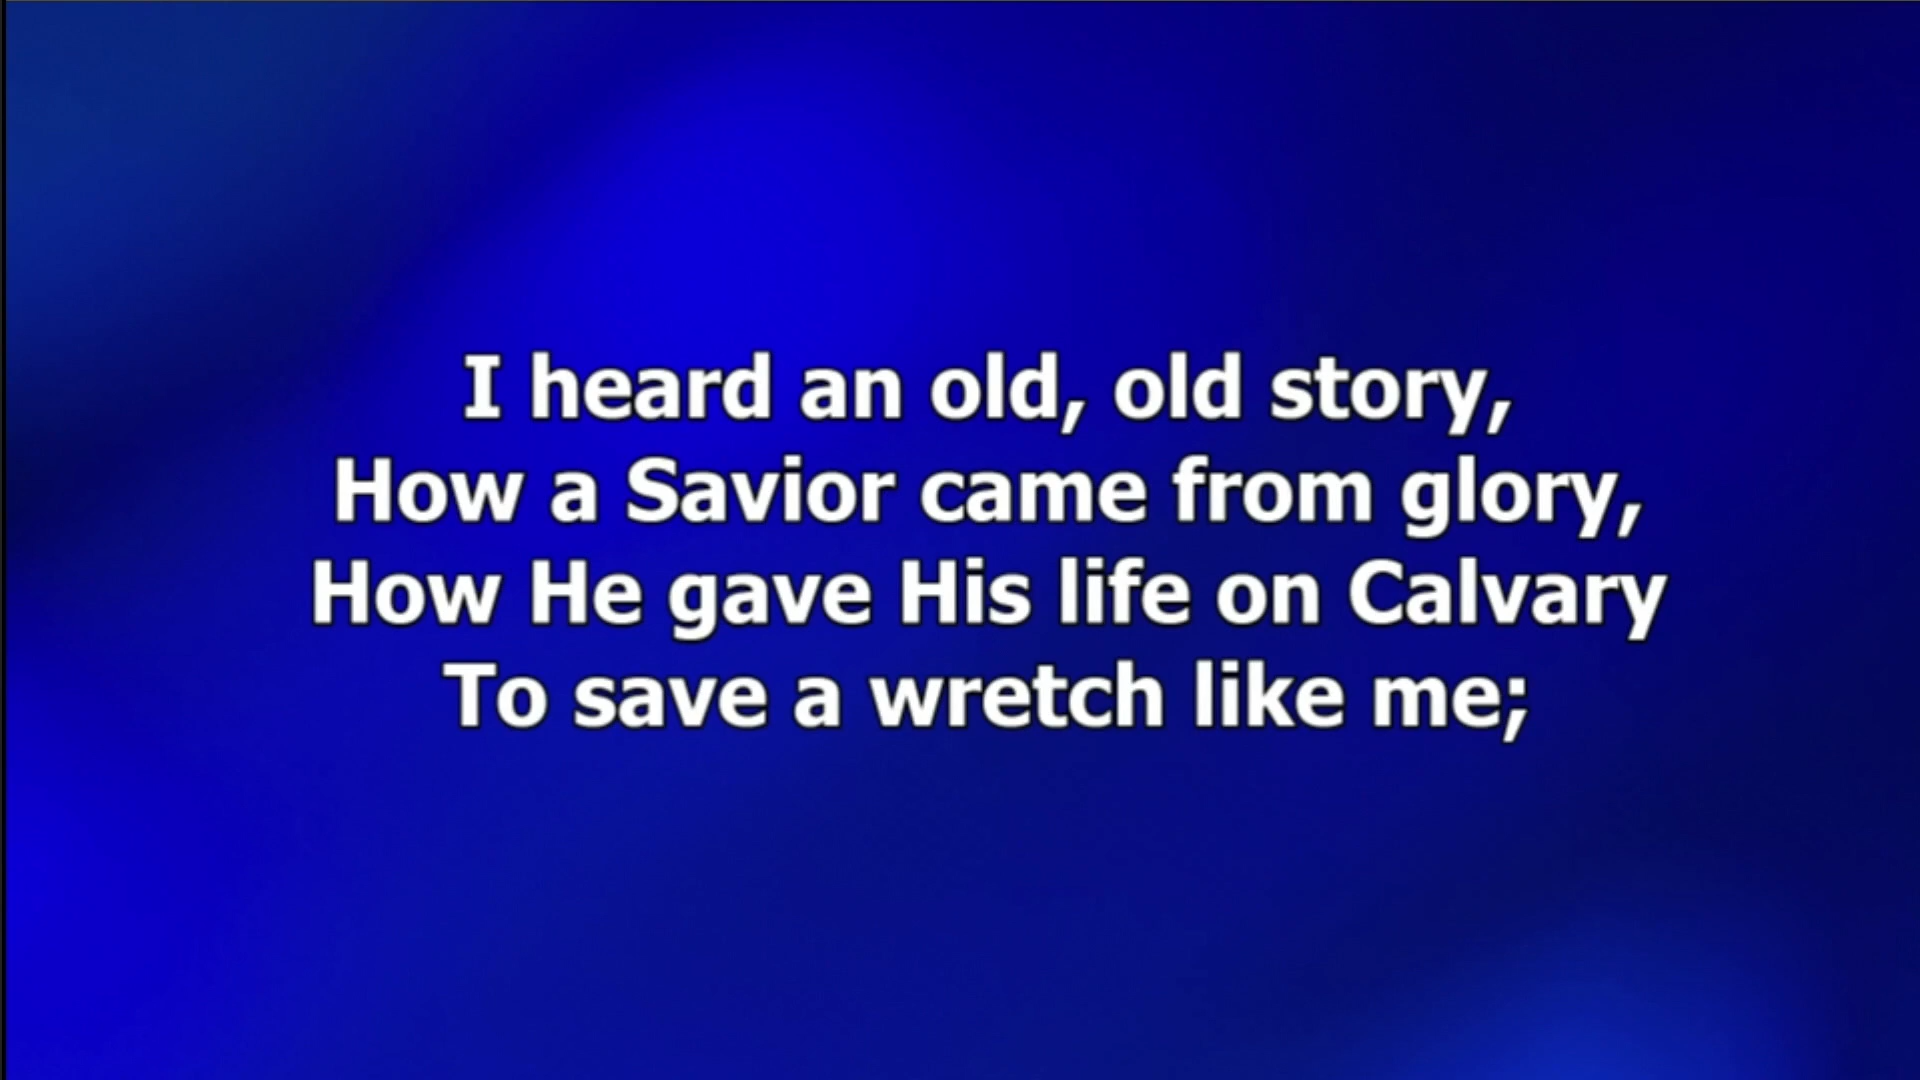 I heard an old, old story,
How a Savior came from glory,
How He gave His life on Calvary
To save a wretch like me;